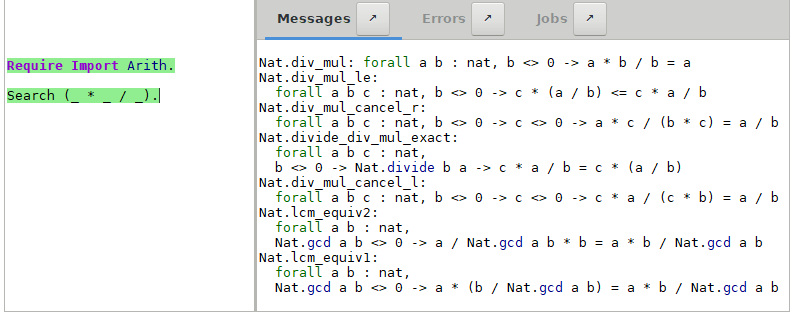 Messages ↗ Errors ↗ Jobs ↗
Require Import Arith.
Search (_ * _ / _).
Nat.div_mul: forall a b : nat, b <> 0 -> a * b / b = a
Nat.div_mul_le:
forall a b c : nat, b <> 0 -> c * (a / b) <= c * a / b
Nat.div_mul_cancel_r:
forall a b c : nat, b <> 0 -> c <> 0 -> a * c / (b * c) = a / b
Nat.divide_div_mul_exact:
forall a b c : nat,
b <> 0 -> Nat.divide b a -> c * a / b = c * (a / b)
Nat.div_mul_cancel_l:
forall a b c : nat, b <> 0 -> c <> 0 -> c * a / (c * b) = a / b
Nat.lcm_equiv2:
forall a b : nat,
Nat.gcd a b <> 0 -> a / Nat.gcd a b * b = a * b / Nat.gcd a b
Nat.lcm_equiv1:
forall a b : nat,
Nat.gcd a b <> 0 -> a * (b / Nat.gcd a b) = a * b / Nat.gcd a b